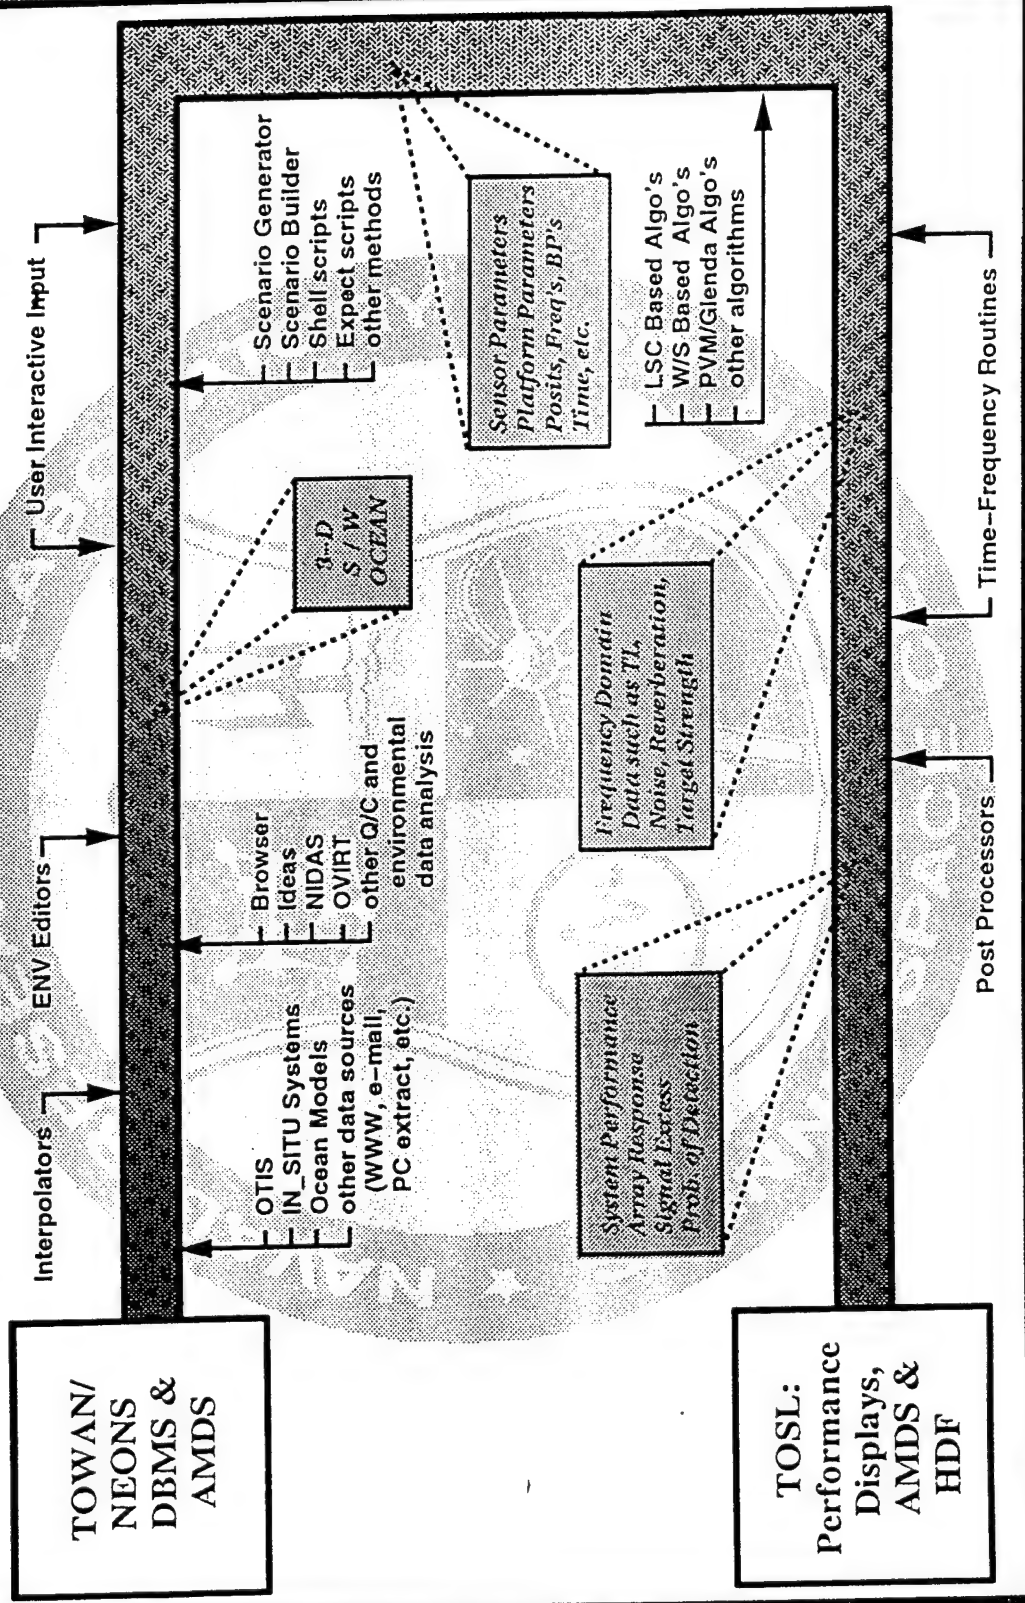 TOWAN/
NEONS
DBMS &
AMDS
Interpolators
ENV Editors
User Interactive Input
OTIS
IN_SITU Systems
Ocean Models
other data sources
(WWW, e-mail,
PC extract, etc.)
Browser
Ideas
NIDAS
OVIRT
other Q/C and
environmental
data analysis
3-D
S/W
OCEAN
Scenario Generator
Scenario Builder
Shell scripts
Expect scripts
other methods
Sensor Parameters
Platform Parameters
Posits, Freq's, BP's
Time, etc.
LSC Based Algo's
W/S Based Algo's
PVM/Glenda Algo's
other algorithms
Frequency Domain
Data such as TL,
Noise, Reverberation,
Target Strength
System Performance
Array Response
Signal Excess
Prob. of Detection
TOSL:
Performance
Displays,
AMDS &
HDF
Post Processors
Time-Frequency Routines